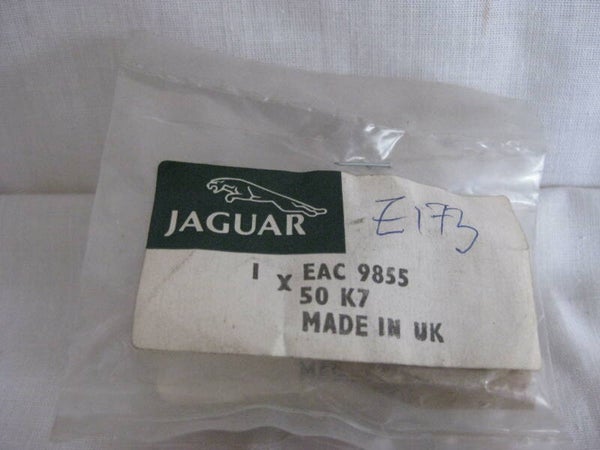 JAGUAR
E173
1 X EAC 9855
50 K7
MADE IN UK